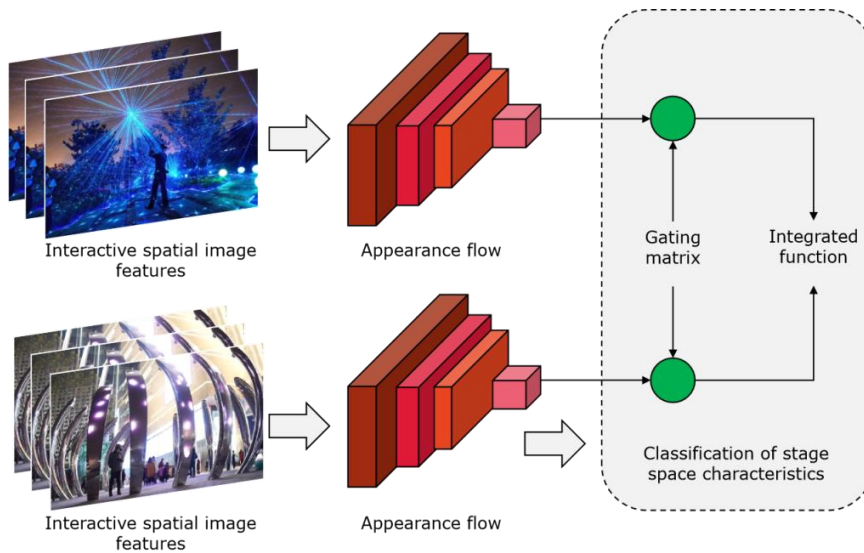 Interactive spatial image
features
Appearance flow
Gating
matrix
Integrated
function
Interactive spatial image
features
Appearance flow
Classification of stage
space characteristics